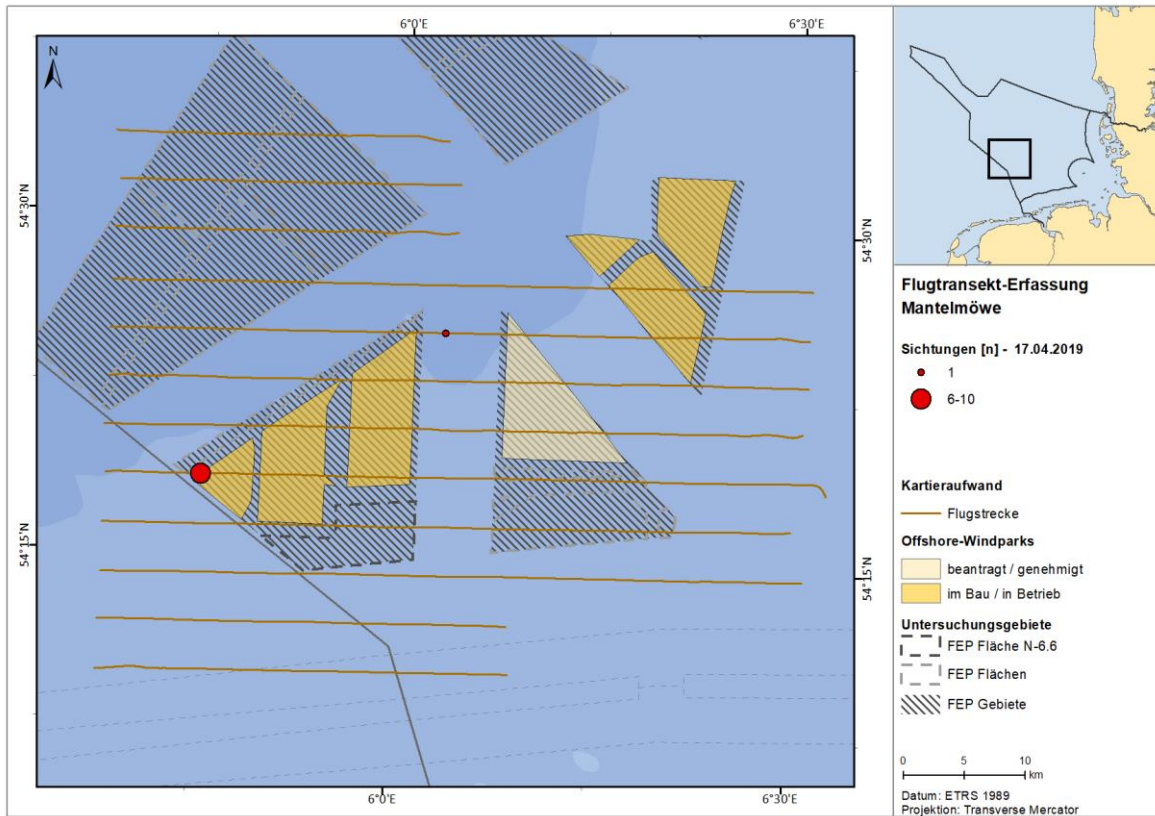 6°0'E
6°30'E
N
54°30'N
54°30'N
54°15'N
54°15'N
6°0'E
6°30'E
Flugtransekt-Erfassung
Mantelmöwe
Sichtungen [n] - 17.04.2019
1
6-10
Kartieraufwand
Flugstrecke
Offshore-Windparks
beantragt / genehmigt
im Bau / in Betrieb
Untersuchungsgebiete
FEP Fläche N-6.6
FEP Flächen
FEP Gebiete
0 5 10
km
Datum: ETRS 1989
Projektion: Transverse Mercator